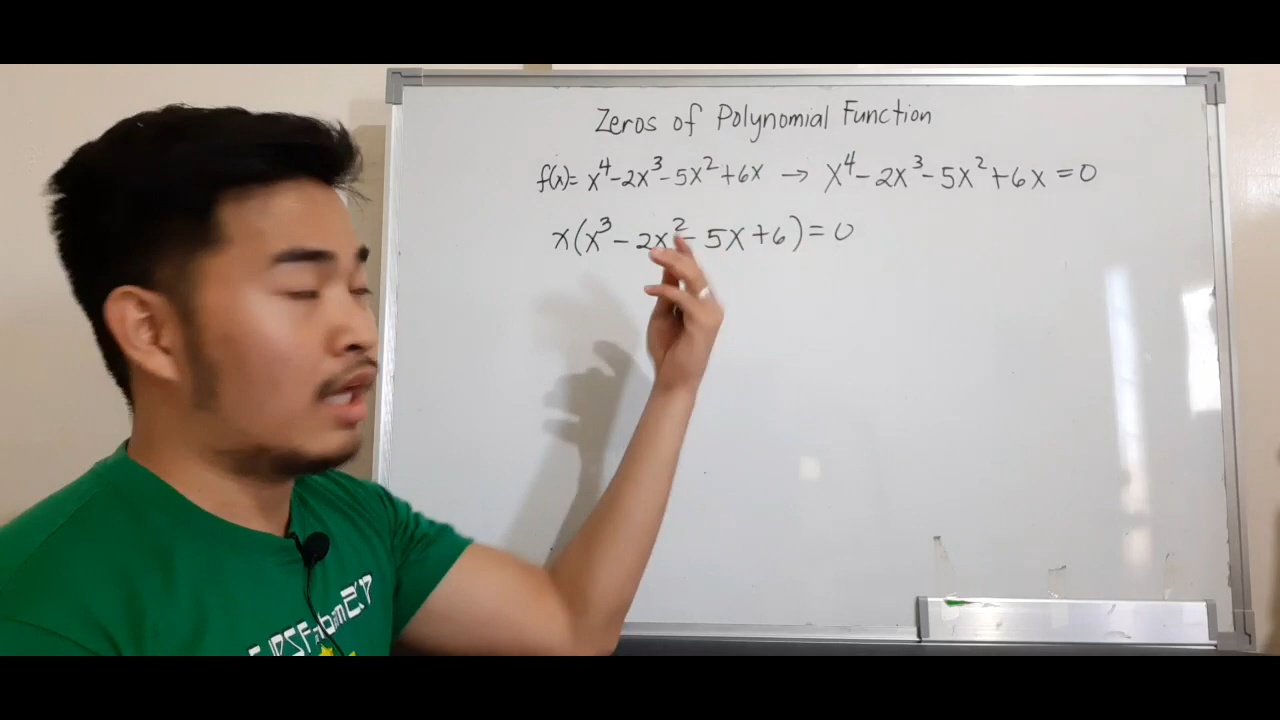 Zeros of Polynomial Function
f(x)= x⁴-2x³-5x²+6x → x⁴-2x³-5x²+6x=0
x(x³-2x²-5x+6)=0